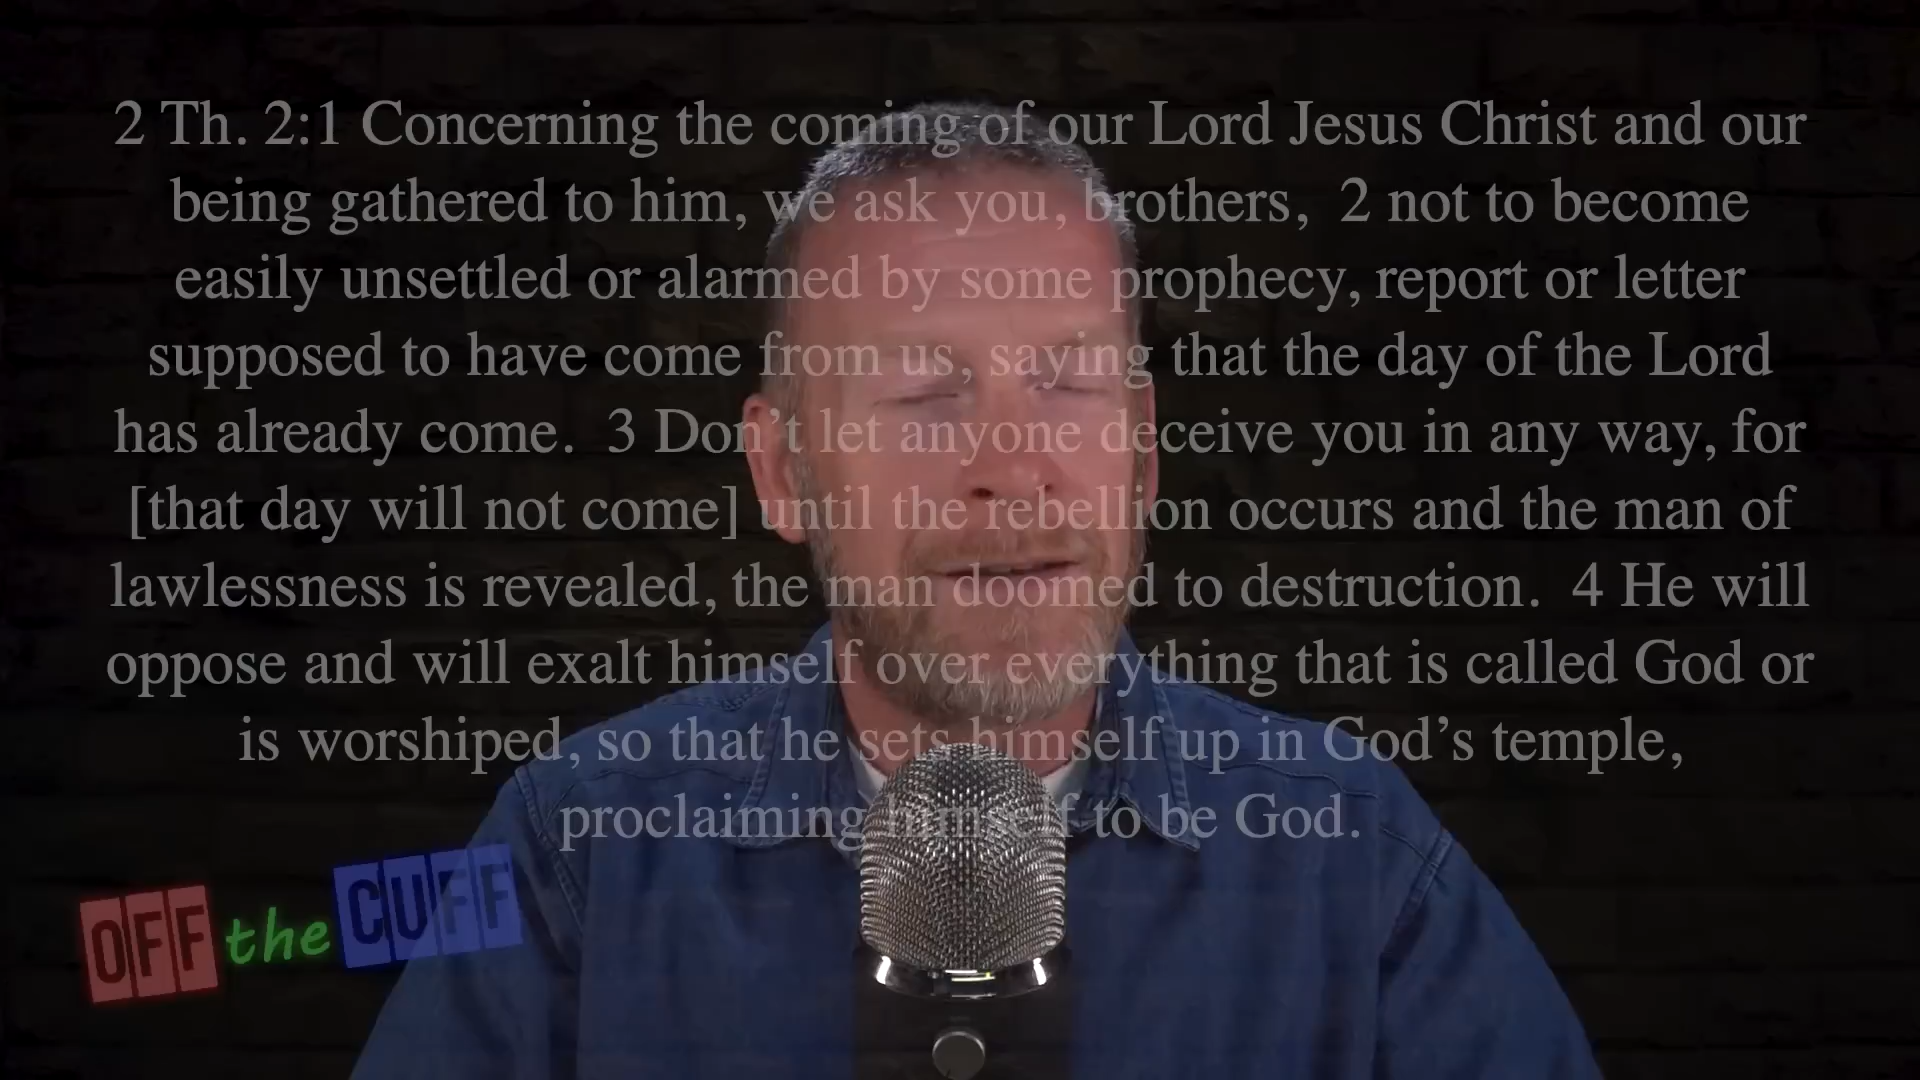 2 Th. 2:1 Concerning the coming of our Lord Jesus Christ and our
being gathered to him, we ask you, brothers,  2 not to become
easily unsettled or alarmed by some prophecy, report or letter
supposed to have come from us, saying that the day of the Lord
has already come.  3 Don’t let anyone deceive you in any way, for
[that day will not come] until the rebellion occurs and the man of
lawlessness is revealed, the man doomed to destruction.  4 He will
oppose and will exalt himself over everything that is called God or
is worshiped, so that he sets himself up in God’s temple,
proclaiming himself to be God.
OFF the CUFF